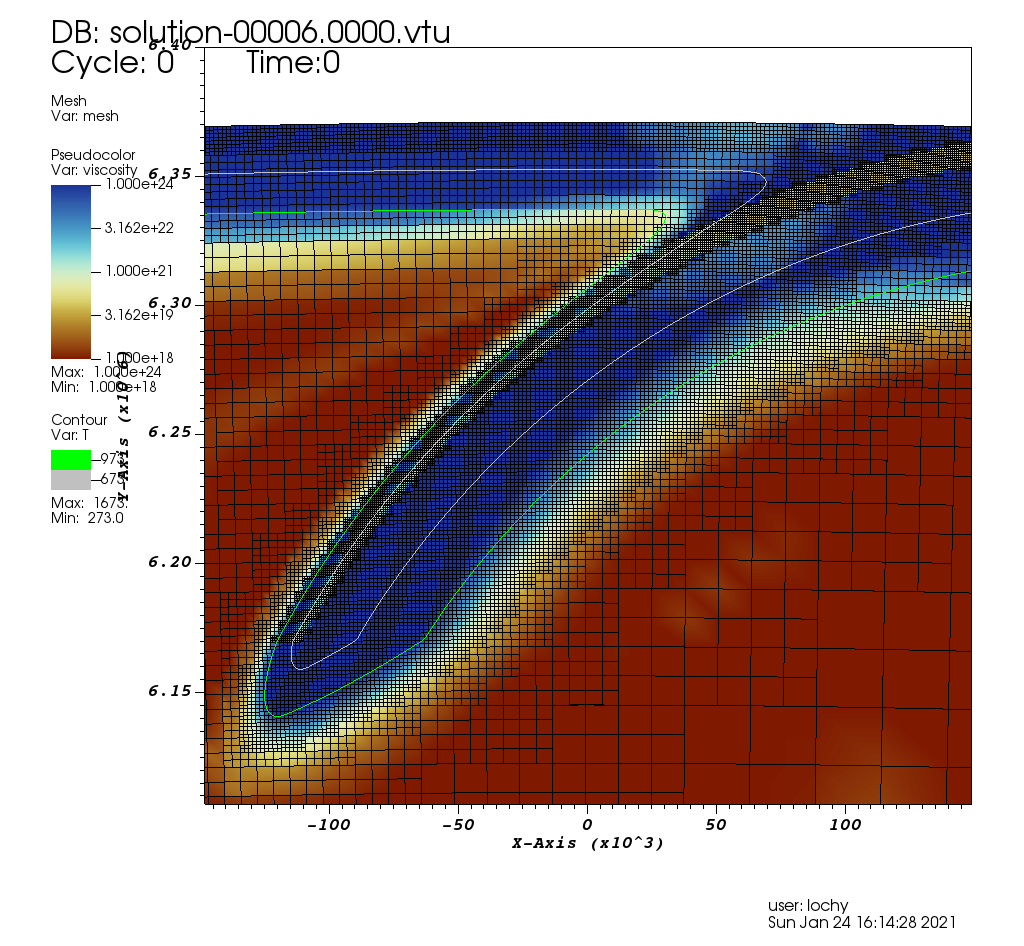 DB: solution-00006.0000.vtu
Cycle: 0 Time:0
Mesh
Var: mesh
Pseudocolor
Var: viscosity
1.000e+24
3.162e+22
1.000e+21
3.162e+19
1.000e+18
Max: 1.000e+24
Min: 1.000e+18
Contour
Var: T
Max: 1673.
Min: 273.0
6.40
6.35
6.30
6.25
6.20
6.15
Y-Axis (x10^6)
-100 -50 0 50 100
X-Axis (x10^3)
user: lochy
Sun Jan 24 16:14:28 2021